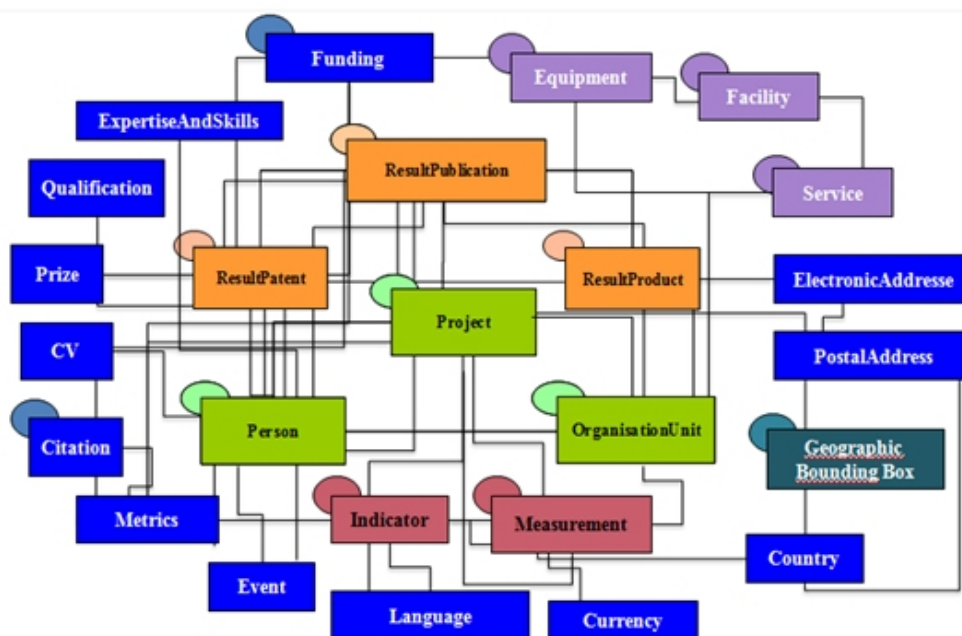 Funding
Equipment
Facility
ExpertiseAndSkills
ResultPublication
Qualification
Service
Prize
ResultPatent
ResultProduct
ElectronicAddresse
Project
CV
PostalAddress
Person
OrganisationUnit
Citation
Geographic
Bounding Box
Metrics
Indicator
Measurement
Country
Event
Language
Currency